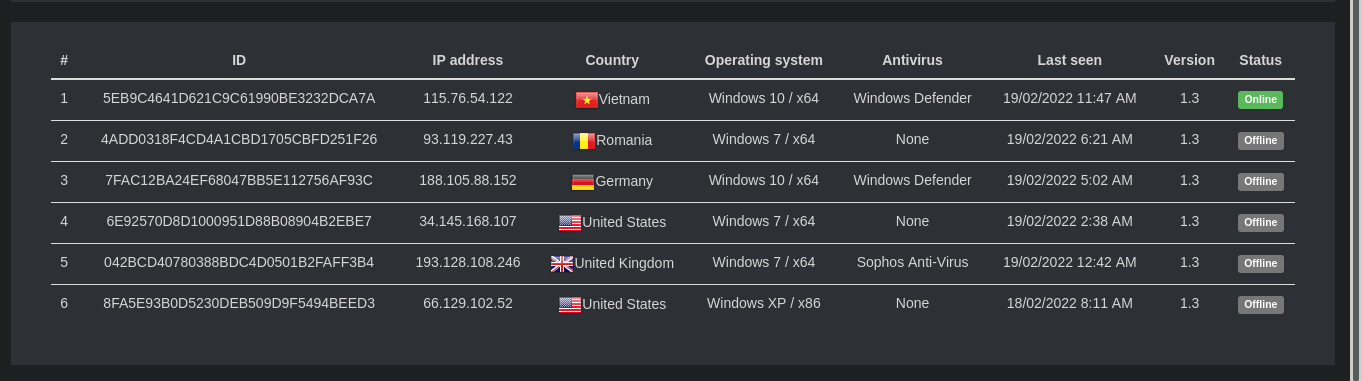 # ID IP address Country Operating system Antivirus Last seen Version Status
1 5EB9C4641D621C9C61990BE3232DCA7A 115.76.54.122 Vietnam Windows 10 / x64 Windows Defender 19/02/2022 11:47 AM 1.3 Online
2 4ADD0318F4CD4A1CBD1705CBFD251F26 93.119.227.43 Romania Windows 7 / x64 None 19/02/2022 6:21 AM 1.3 Offline
3 7FAC12BA24EF68047BB5E112756AF93C 188.105.88.152 Germany Windows 10 / x64 Windows Defender 19/02/2022 5:02 AM 1.3 Offline
4 6E92570D8D1000951D88B08904B2EBE7 34.145.168.107 United States Windows 7 / x64 None 19/02/2022 2:38 AM 1.3 Offline
5 042BCD40780388BDC4D0501B2FAFF3B4 193.128.108.246 United Kingdom Windows 7 / x64 Sophos Anti-Virus 19/02/2022 12:42 AM 1.3 Offline
6 8FA5E93B0D5230DEB509D9F5494BEED3 66.129.102.52 United States Windows XP / x86 None 18/02/2022 8:11 AM 1.3 Offline